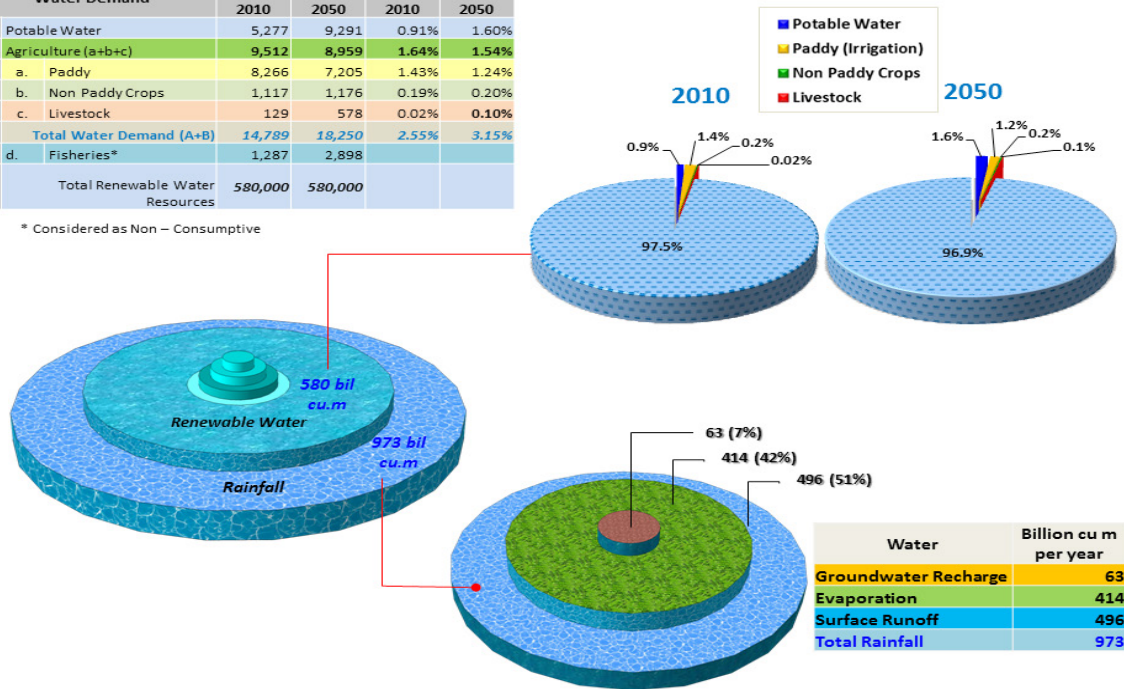 Water Demand
2010 2050 2010 2050
Potable Water 5,277 9,291 0.91% 1.60%
Agriculture (a+b+c) 9,512 8,959 1.64% 1.54%
a. Paddy 8,266 7,205 1.43% 1.24%
b. Non Paddy Crops 1,117 1,176 0.19% 0.20%
c. Livestock 129 578 0.02% 0.10%
Total Water Demand (A+B) 14,789 18,250 2.55% 3.15%
d. Fisheries* 1,287 2,898
Total Renewable Water
Resources
580,000 580,000
* Considered as Non – Consumptive
Potable Water
Paddy (Irrigation)
Non Paddy Crops
Livestock
2010
0.9%
1.4%
0.2%
0.02%
97.5%
2050
1.6%
1.2%
0.2%
0.1%
96.9%
580 bil
cu.m
Renewable Water
973 bil
cu.m
Rainfall
63 (7%)
414 (42%)
496 (51%)
Water Billion cu m
per year
Groundwater Recharge 63
Evaporation 414
Surface Runoff 496
Total Rainfall 973